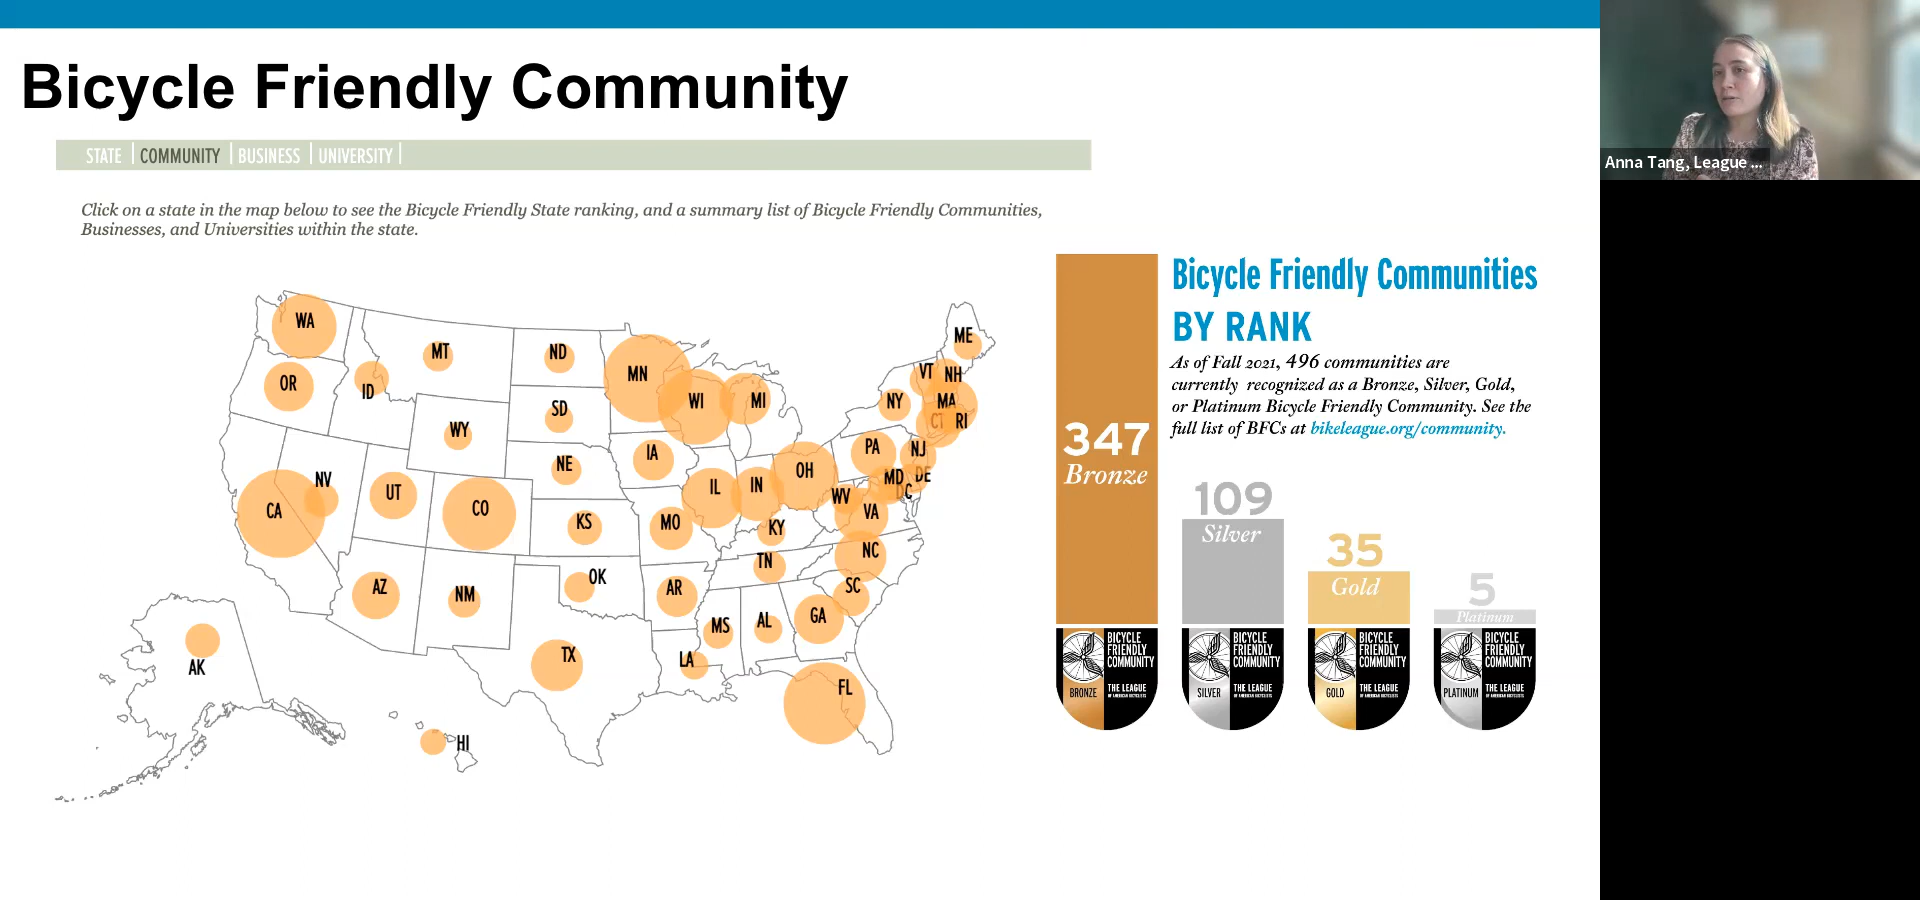 Bicycle Friendly Community
STATE | COMMUNITY | BUSINESS | UNIVERSITY |
Click on a state in the map below to see the Bicycle Friendly State ranking, and a summary list of Bicycle Friendly Communities,
Businesses, and Universities within the state.
WA
MT
ND
MN
ME
OR
ID
SD
WI
MI
VT
NH
NY
MA
CT
RI
WY
IA
NE
PA
NJ
NV
UT
CO
CA
IL
IN
OH
MD
DE
DC
WV
VA
KS
MO
KY
NC
TN
AZ
NM
OK
AR
SC
MS
AL
GA
TX
LA
FL
AK
HI
Bicycle Friendly Communities
BY RANK
As of Fall 2021, 496 communities are
currently recognized as a Bronze, Silver, Gold,
or Platinum Bicycle Friendly Community. See the
full list of BFCs at bikeleague.org/community.
347
Bronze
109
Silver
35
Gold
5
Platinum
BICYCLE
FRIENDLY
COMMUNITY
BRONZE
THE LEAGUE
OF AMERICAN BICYCLISTS
BICYCLE
FRIENDLY
COMMUNITY
SILVER
THE LEAGUE
OF AMERICAN BICYCLISTS
BICYCLE
FRIENDLY
COMMUNITY
GOLD
THE LEAGUE
OF AMERICAN BICYCLISTS
BICYCLE
FRIENDLY
COMMUNITY
PLATINUM
THE LEAGUE
OF AMERICAN BICYCLISTS
Anna Tang, League ...